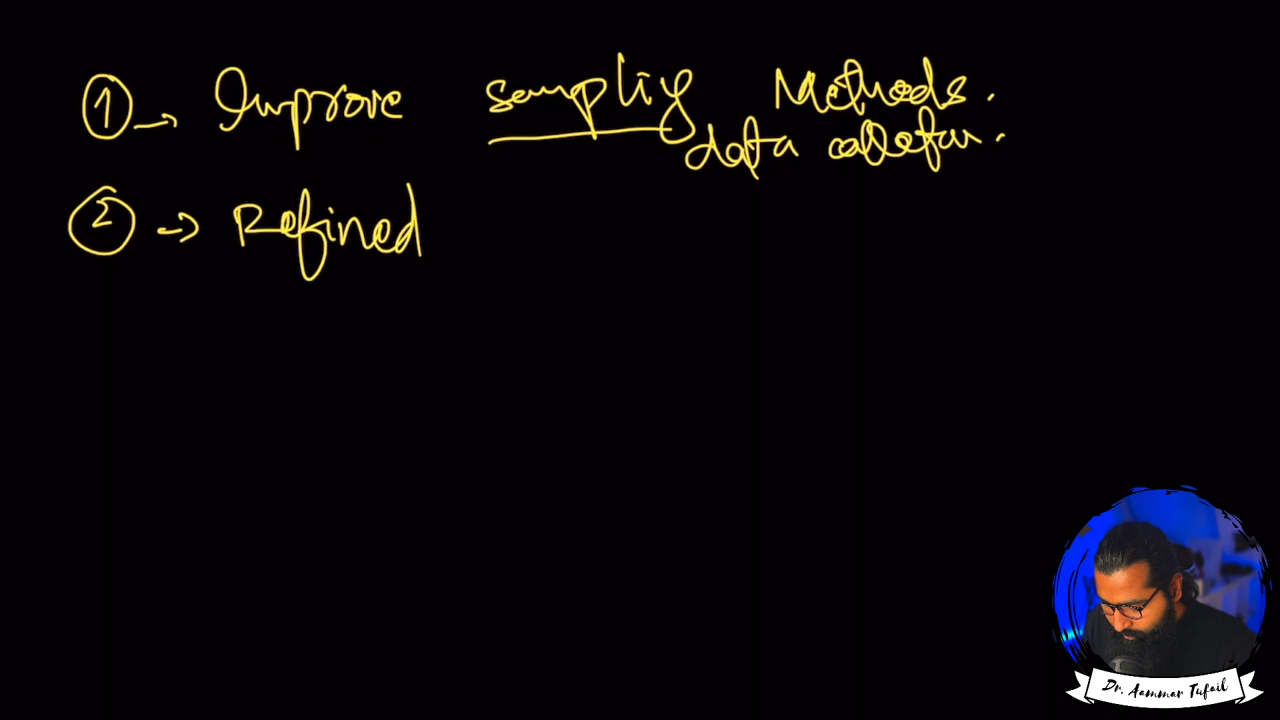 ① → Improve sampling Methods.
data collection.
② → Refined
Dr. Aammar Tufail